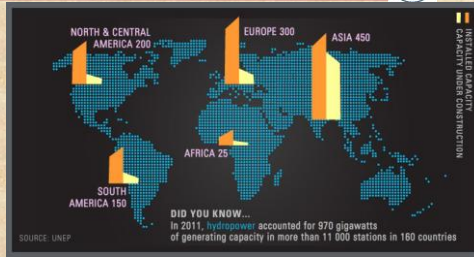 NORTH & CENTRAL
AMERICA 200
EUROPE 300
ASIA 450
INSTALLED CAPACITY
CAPACITY UNDER CONSTRUCTION
AFRICA 25
SOUTH
AMERICA 150
DID YOU KNOW...
In 2011, hydropower accounted for 970 gigawatts
of generating capacity in more than 11 000 stations in 160 countries
SOURCE: UNEP